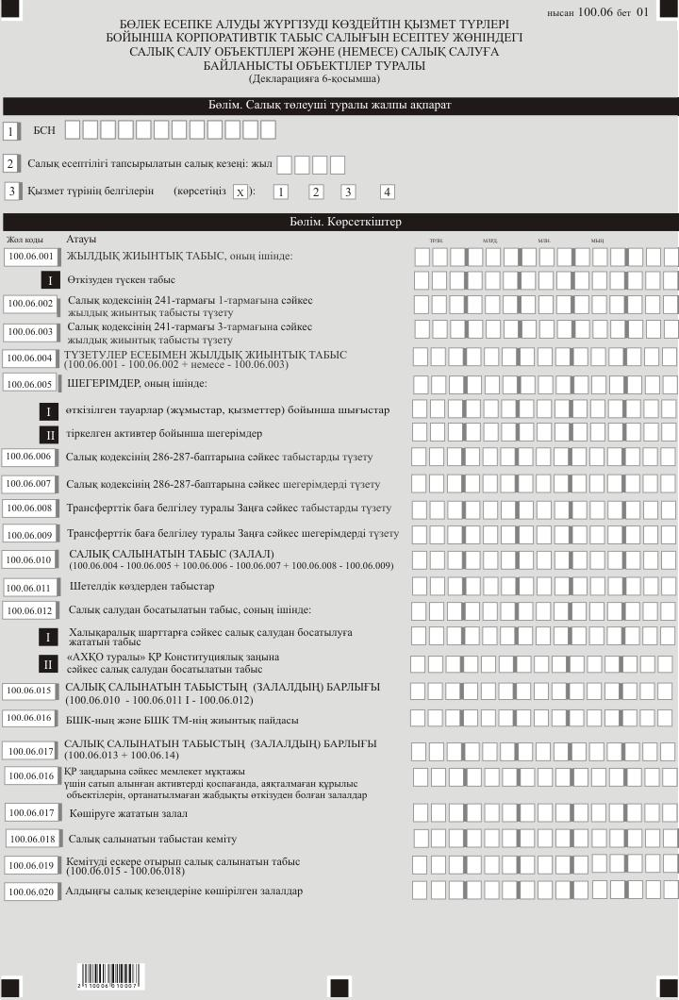 нысан 100.06 бет 01
БӨЛЕК ЕСЕПКЕ АЛУДЫ ЖҮРГІЗУДІ КӨЗДЕЙТІН ҚЫЗМЕТ ТҮРЛЕРІ
БОЙЫНША КОРПОРАТИВТІК ТАБЫС САЛЫҒЫН ЕСЕПТЕУ ЖӨНІНДЕГІ
САЛЫҚ САЛУ ОБЪЕКТІЛЕРІ ЖӘНЕ (НЕМЕСЕ) САЛЫҚ САЛУҒА
БАЙЛАНЫСТЫ ОБЪЕКТІЛЕР ТУРАЛЫ
(Декларацияға 6-қосымша)
Бөлім. Салық төлеуші туралы жалпы ақпарат
1 БСН
2 Салық есептілігі тапсырылатын салық кезеңі: жыл
3 Қызмет түрінің белгілерін (көрсетіңіз x ): 1 2 3 4
Бөлім. Көрсеткіштер
Жол коды Атауы ТРЛН. МЛРД. МЛН. МЫҢ
100.06.001 ЖЫЛДЫҚ ЖИЫНТЫҚ ТАБЫС, оның ішінде:
I Өткізуден түскен табыс
100.06.002 Салық кодексінің 241-тармағы 1-тармағына сәйкес
жылдық жиынтық табысты түзету
100.06.003 Салық кодексінің 241-тармағы 3-тармағына сәйкес
жылдық жиынтық табысты түзету
100.06.004 ТҮЗЕТУЛЕР ЕСЕБІМЕН ЖЫЛДЫҚ ЖИЫНТЫҚ ТАБЫС
(100.06.001 - 100.06.002 + немесе - 100.06.003)
100.06.005 ШЕГЕРІМДЕР, оның ішінде:
I өткізілген тауарлар (жұмыстар, қызметтер) бойынша шығыстар
II тіркелген активтер бойынша шегерімдер
100.06.006 Салық кодексінің 286-287-баптарына сәйкес табыстарды түзету
100.06.007 Салық кодексінің 286-287-баптарына сәйкес шегерімдерді түзету
100.06.008 Трансферттік баға белгілеу туралы Заңға сәйкес табыстарды түзету
100.06.009 Трансферттік баға белгілеу туралы Заңға сәйкес шегерімдерді түзету
100.06.010 САЛЫҚ САЛЫНАТЫН ТАБЫС (ЗАЛАЛ)
(100.06.004 - 100.06.005 + 100.06.006 - 100.06.007 + 100.06.008 - 100.06.009)
100.06.011 Шетелдік көздерден табыстар
100.06.012 Салық салудан босатылатын табыс, соның ішінде:
I Халықаралық шарттарға сәйкес салық салудан босатылуға
жататын табыс
II «АХҚО туралы» ҚР Конституциялық заңына
сәйкес салық салудан босатылатын табыс
100.06.015 САЛЫҚ САЛЫНАТЫН ТАБЫСТЫҢ (ЗАЛАЛДЫҢ) БАРЛЫҒЫ
(100.06.010 - 100.06.011 I - 100.06.012)
100.06.016 БШК-ның және БШК ТМ-нің жиынтық пайдасы
100.06.017 САЛЫҚ САЛЫНАТЫН ТАБЫСТЫҢ (ЗАЛАЛДЫҢ) БАРЛЫҒЫ
(100.06.013 + 100.06.14)
100.06.016 ҚР заңдарына сәйкес мемлекет мұқтажы
үшін сатып алынған активтерді қоспағанда, аяқталмаған құрылыс
объектілерін, ортанатылмаған жабдықты өткізуден болған залалдар
100.06.017 Көшіруге жататын залал
100.06.018 Салық салынатын табыстан кеміту
100.06.019 Кемітуді ескере отырып салық салынатын табыс
(100.06.015 - 100.06.018)
100.06.020 Алдыңғы салық кезеңдеріне көшірілген залалдар
2110006010007